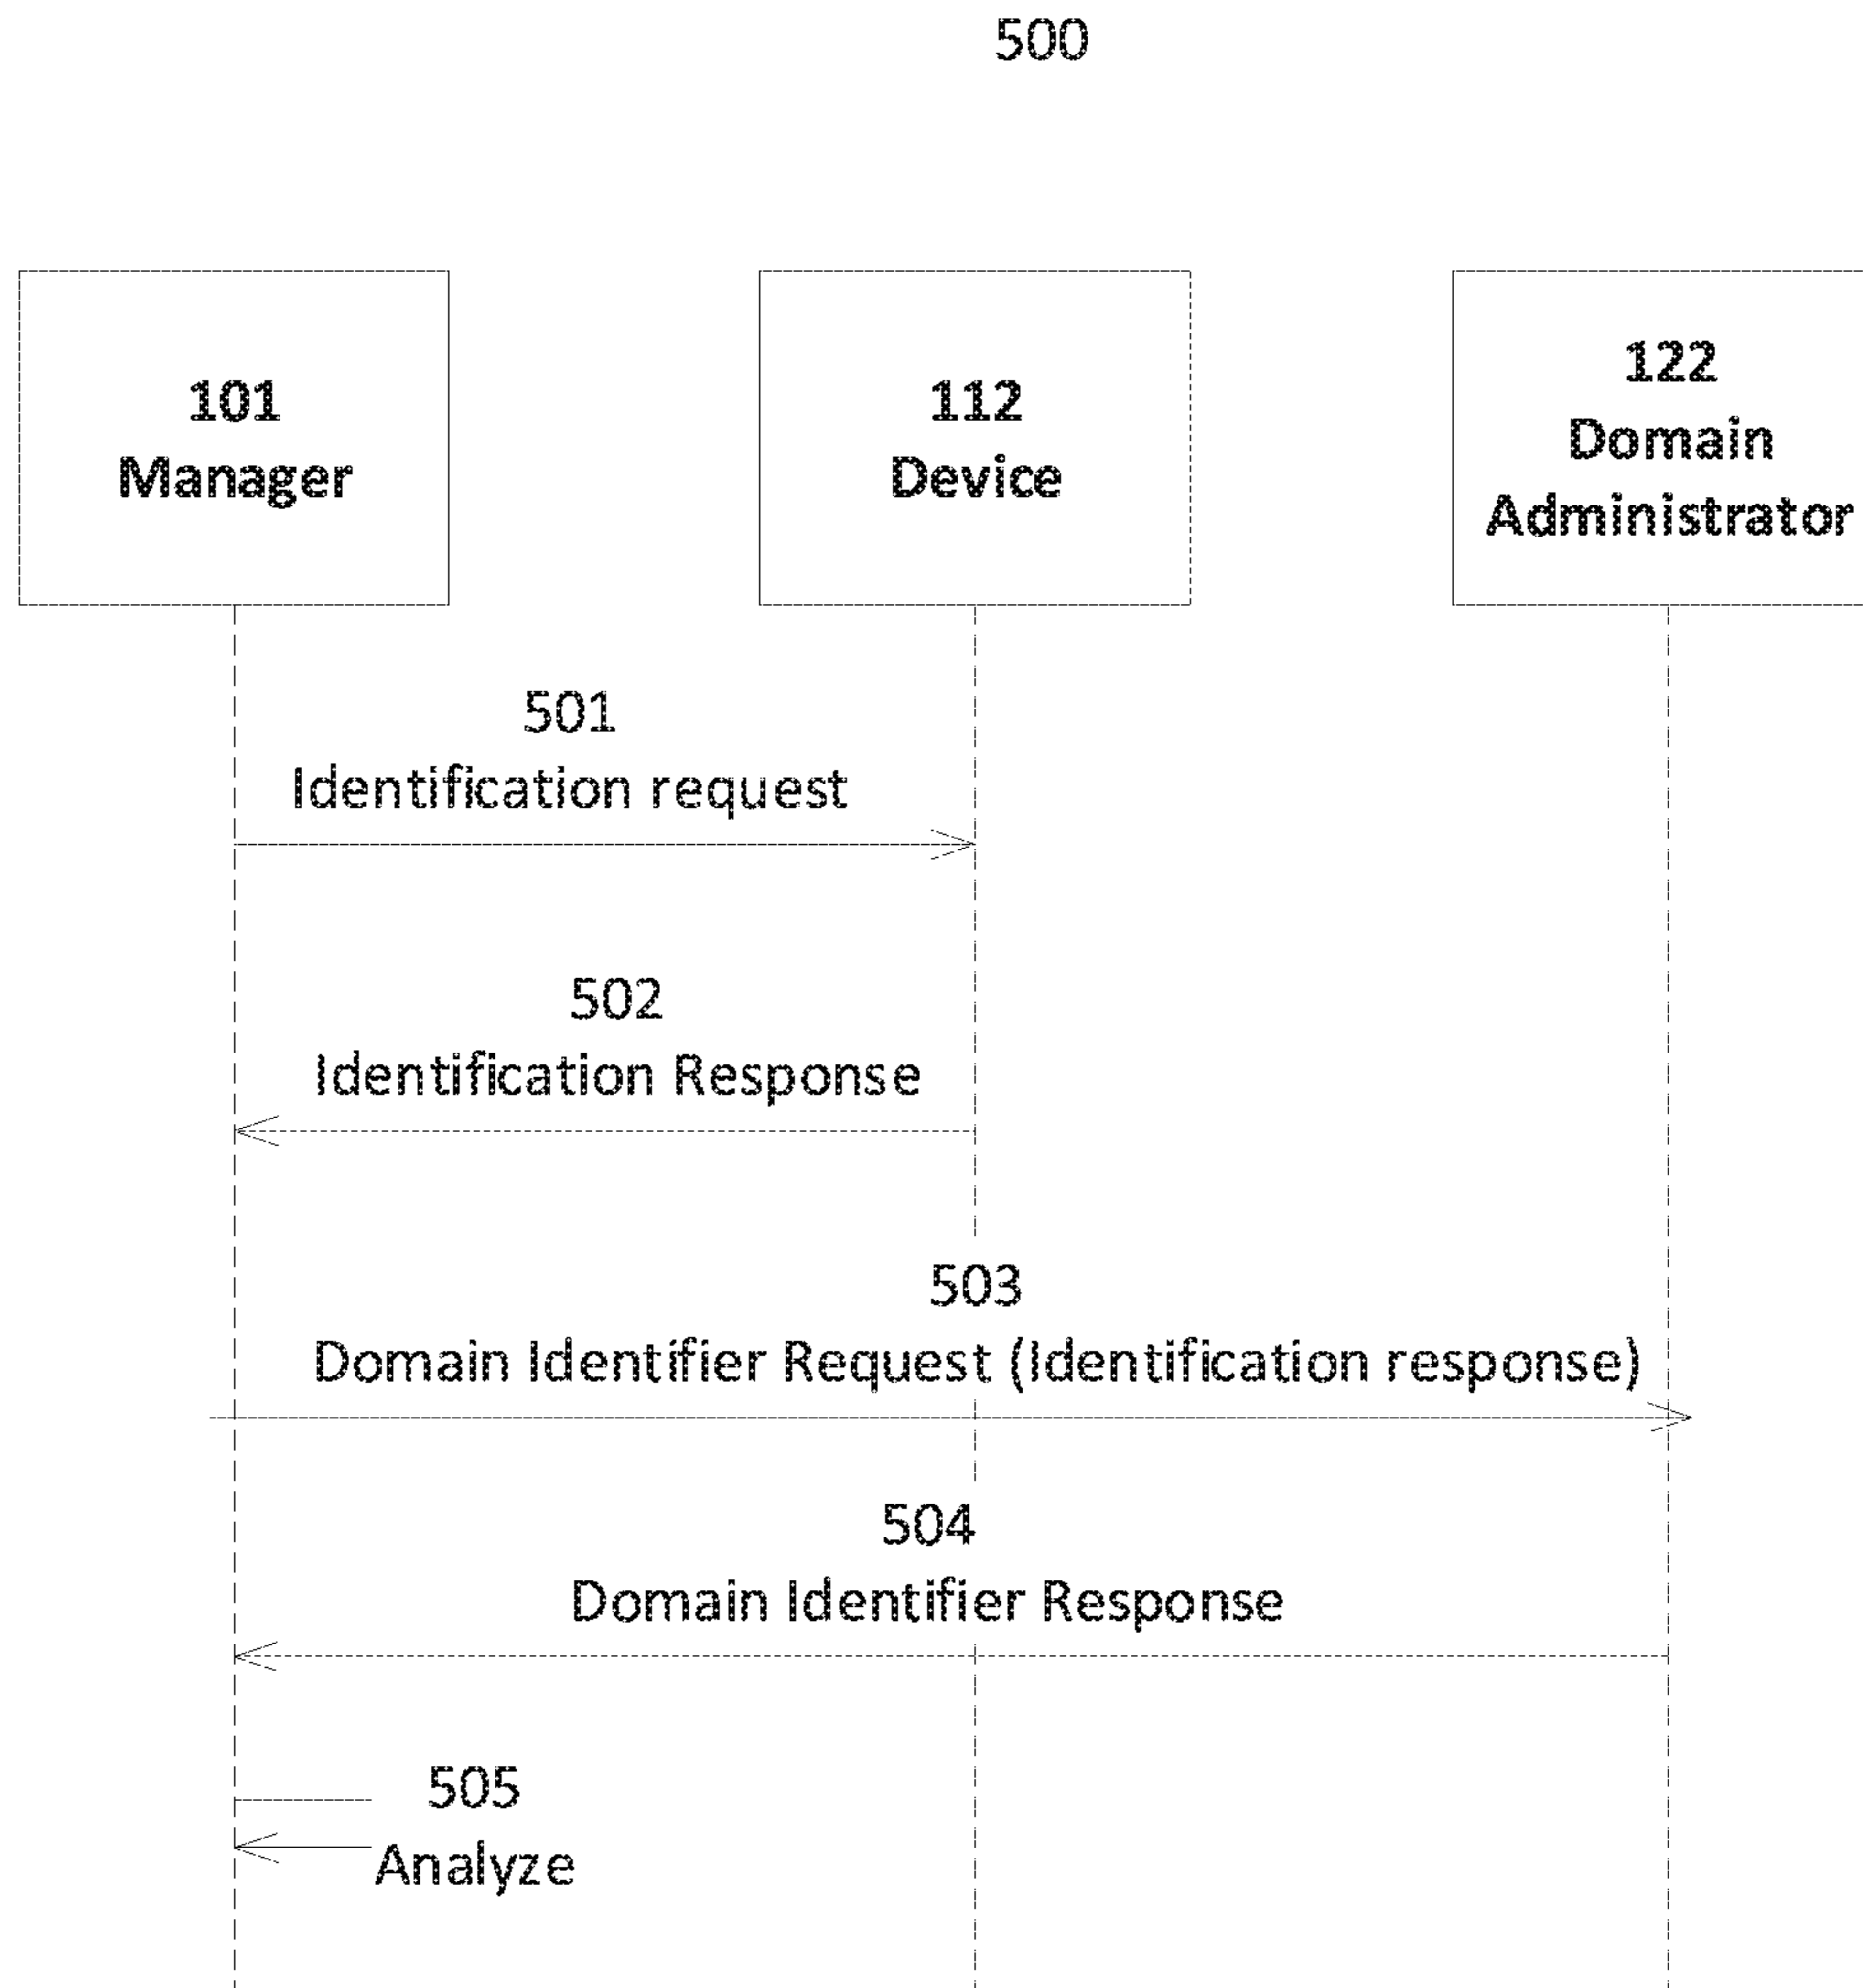 500
101
Manager
112
Device
122
Domain
Administrator
501
Identification request
502
Identification Response
503
Domain Identifier Request (Identification response)
504
Domain Identifier Response
505
Analyze